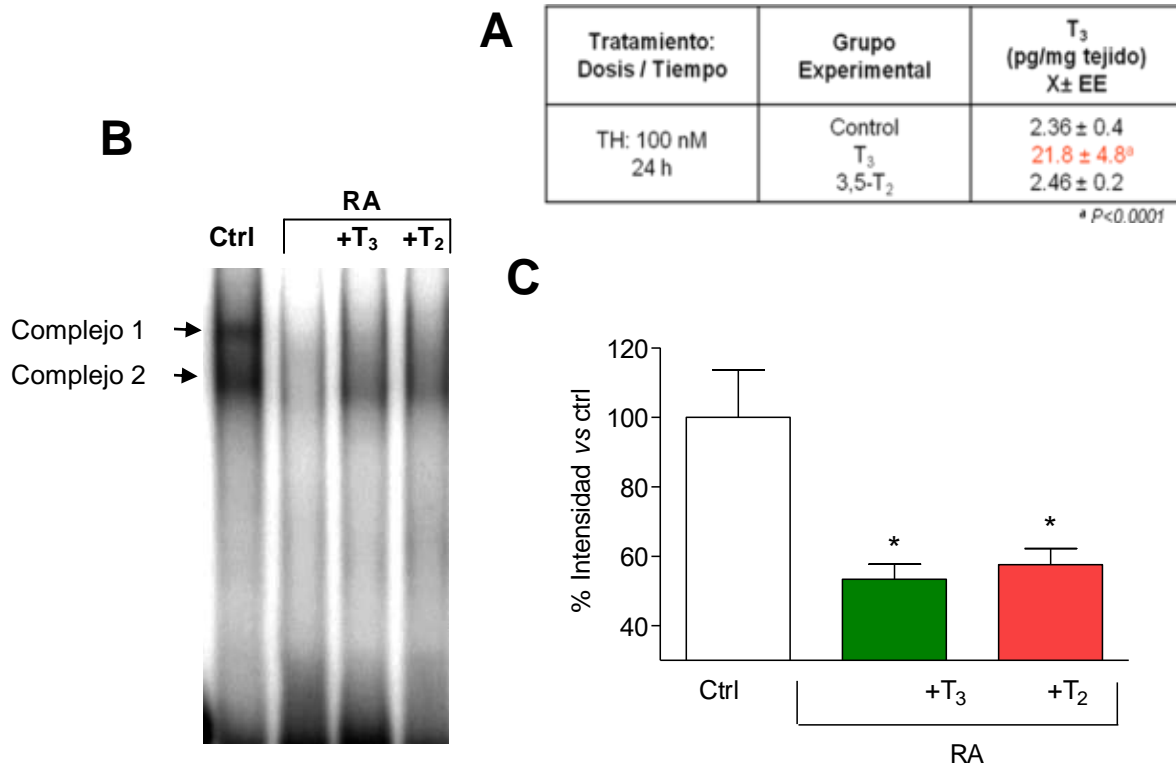 A
Tratamiento:
Dosis / Tiempo
Grupo
Experimental
T3
(pg/mg tejido)
X± EE
TH: 100 nM
24 h
Control
T3
3,5-T2
2.36 ± 0.4
21.8 ± 4.8a
2.46 ± 0.2
a P<0.0001
B
RA
Ctrl +T3 +T2
Complejo 1
Complejo 2
C
% Intensidad vs ctrl
120
100
80
60
40
*
*
Ctrl +T3 +T2
RA